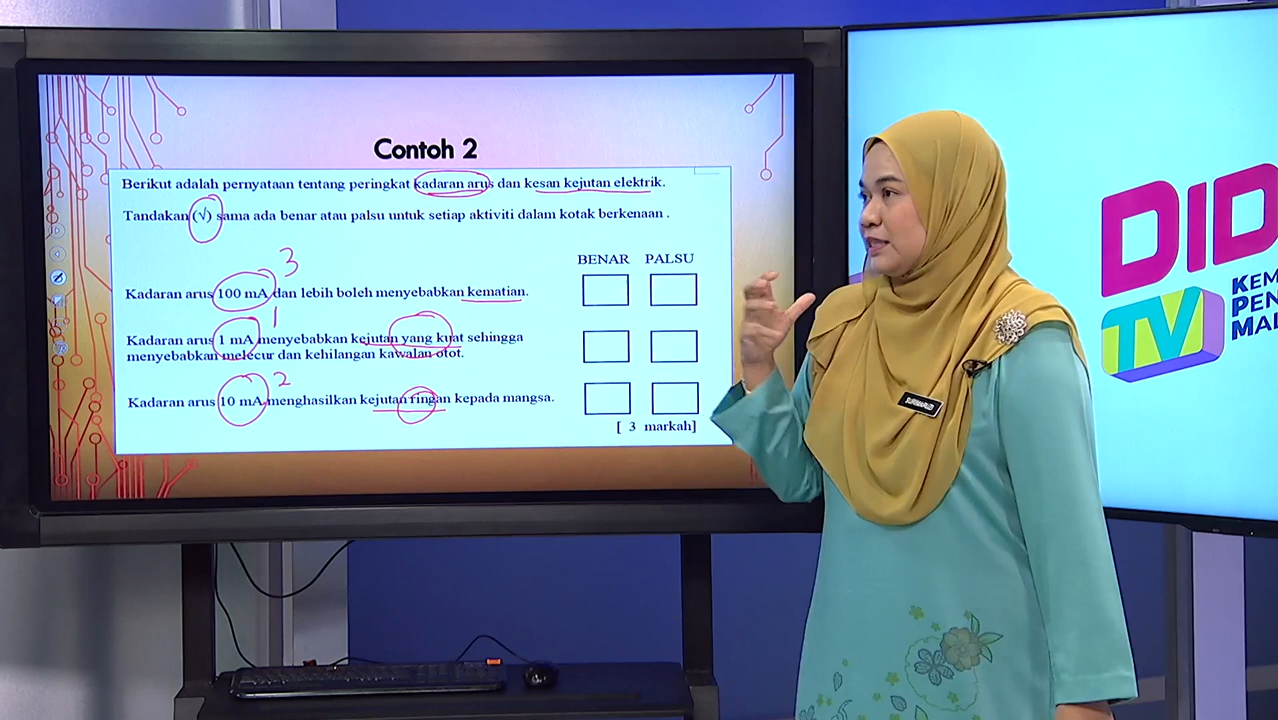 Contoh 2
Berikut adalah pernyataan tentang peringkat kadaran arus dan kesan kejutan elektrik.
Tandakan (√) sama ada benar atau palsu untuk setiap aktiviti dalam kotak berkenaan .
BENAR PALSU
3
Kadaran arus 100 mA dan lebih boleh menyebabkan kematian.
1
Kadaran arus 1 mA menyebabkan kejutan yang kuat sehingga
menyebabkan melecur dan kehilangan kawalan otot.
2
Kadaran arus 10 mA menghasilkan kejutan ringan kepada mangsa.
[ 3 markah]
DID
TV